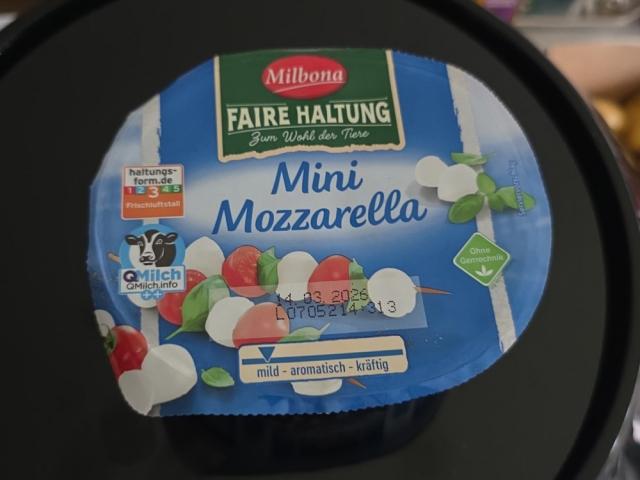 Milbona
FAIRE HALTUNG
Zum Wohl der Tiere
haltungs-
form.de
1 2 3 4 5
Frischluftstall
Mini
Mozzarella
QMilch
QMilch.info
++
Ohne
Gentechnik
14.03.2026
L0705214*313
mild - aromatisch - kräftig